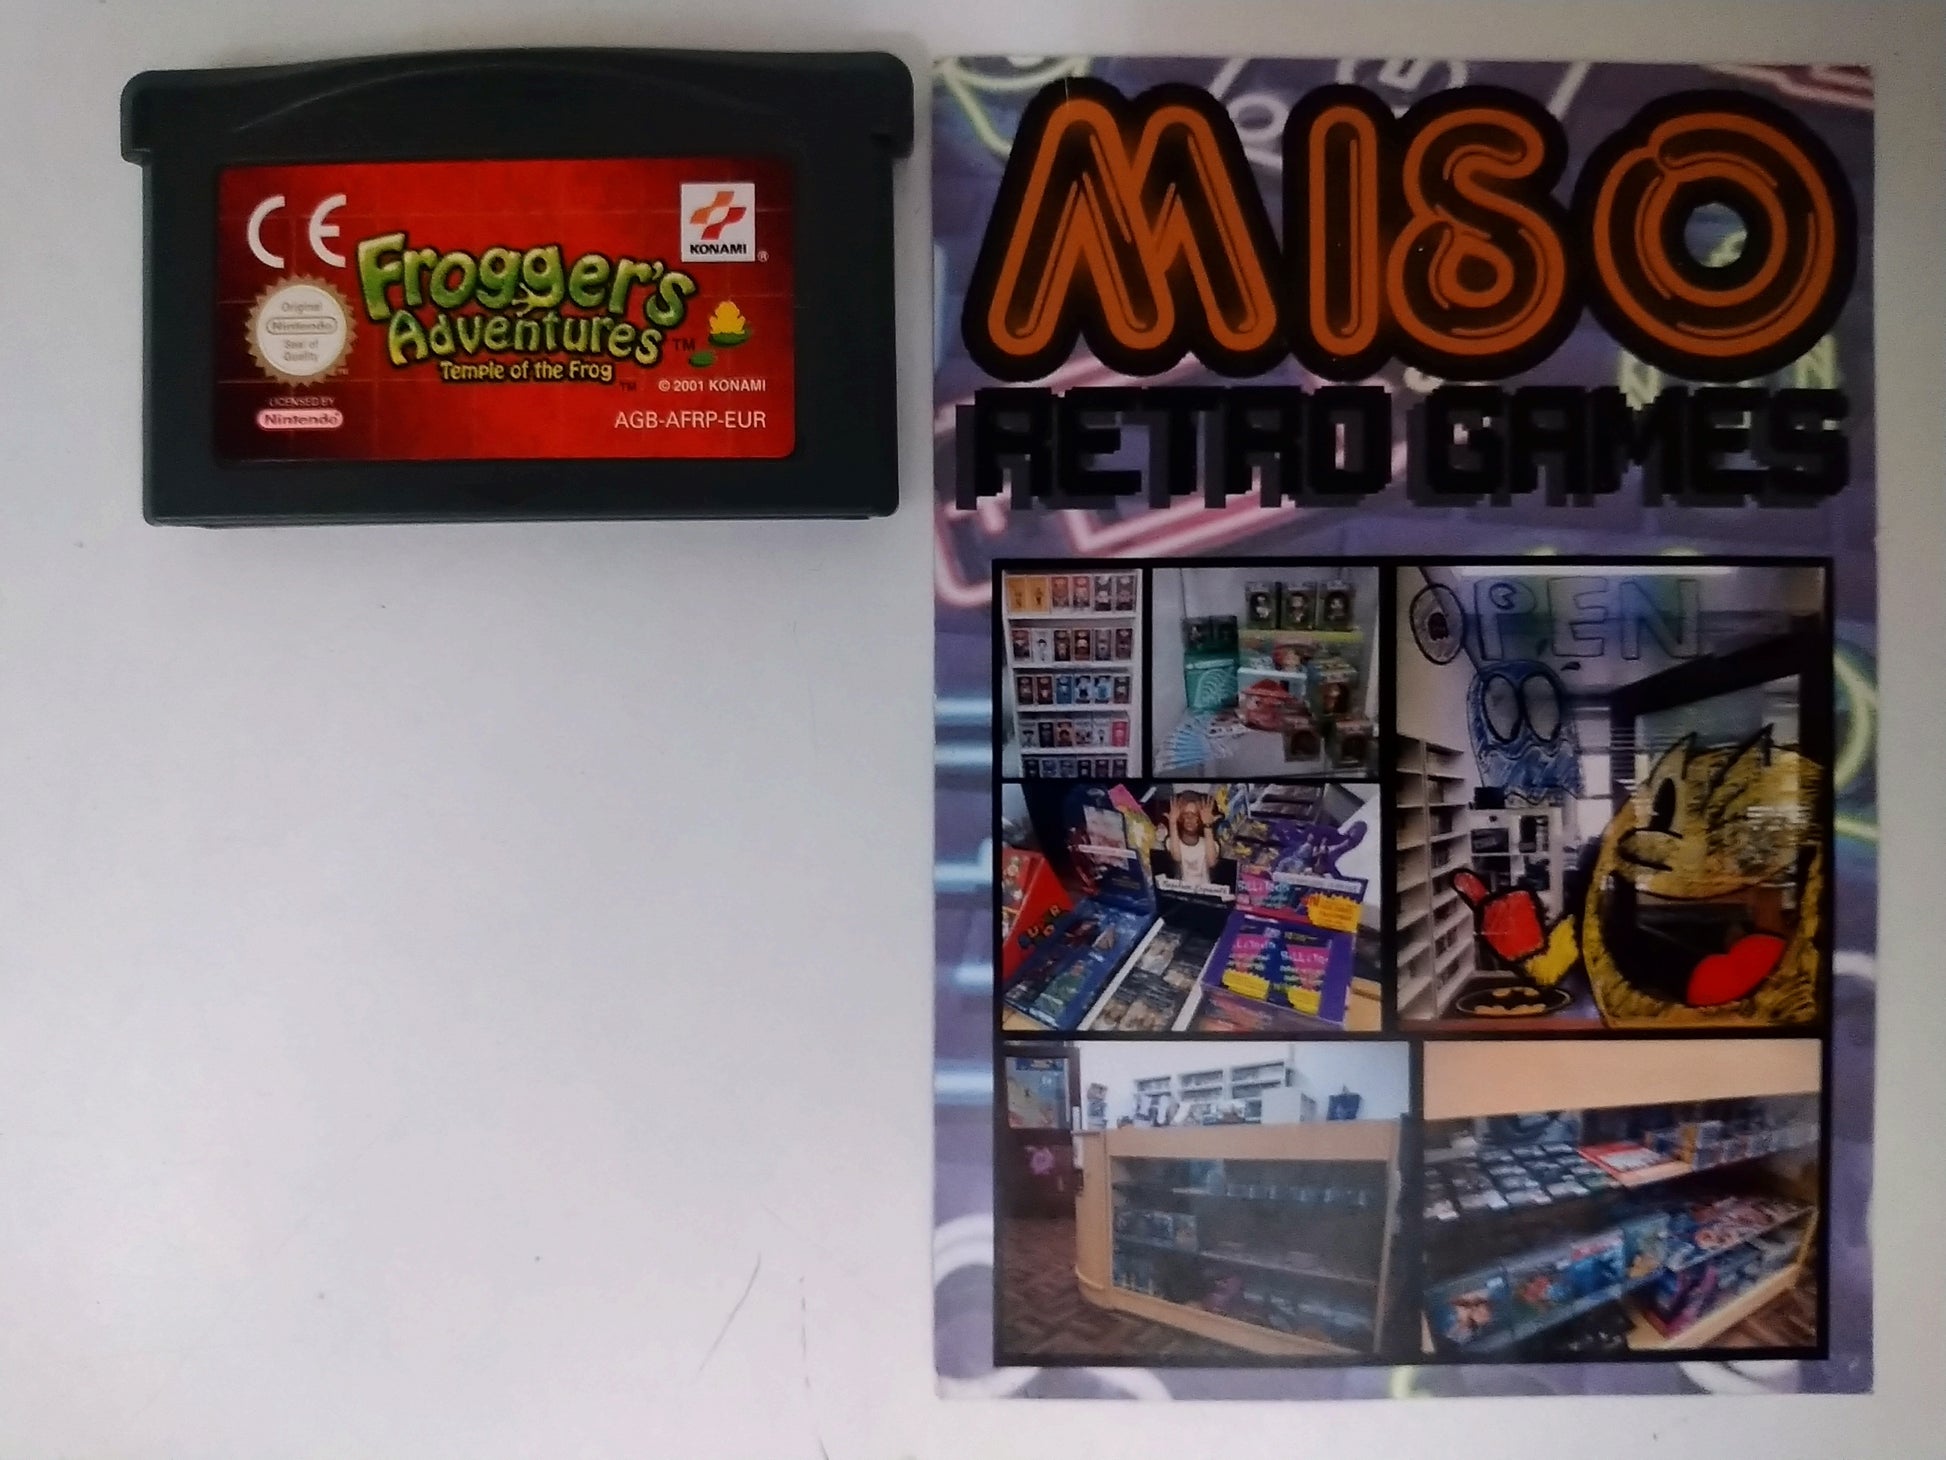 CE
KONAMI ®
Frogger's
Adventures ™
Temple of the Frog ™
Original
Nintendo
Seal of
Quality
TM
© 2001 KONAMI
LICENSED BY
Nintendo
AGB-AFRP-EUR
MISO
RETRO GAMES
OPEN